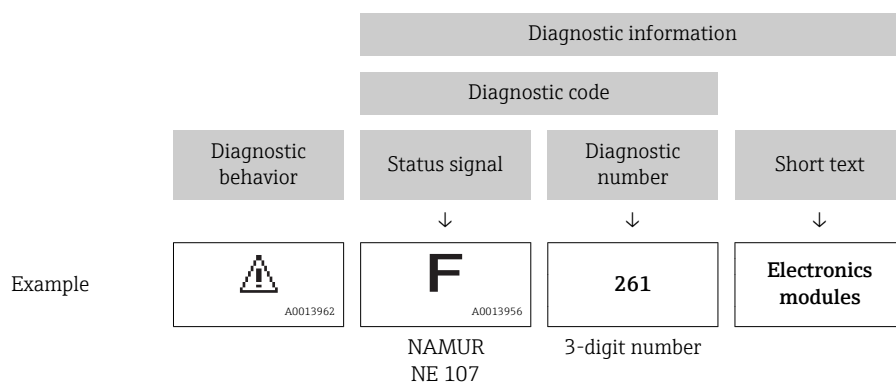 Diagnostic information
Diagnostic code
Diagnostic
behavior
Status signal
Diagnostic
number
Short text
↓ ↓ ↓
Example
A0013962
F
A0013956
261
Electronics
modules
NAMUR
NE 107
3-digit number